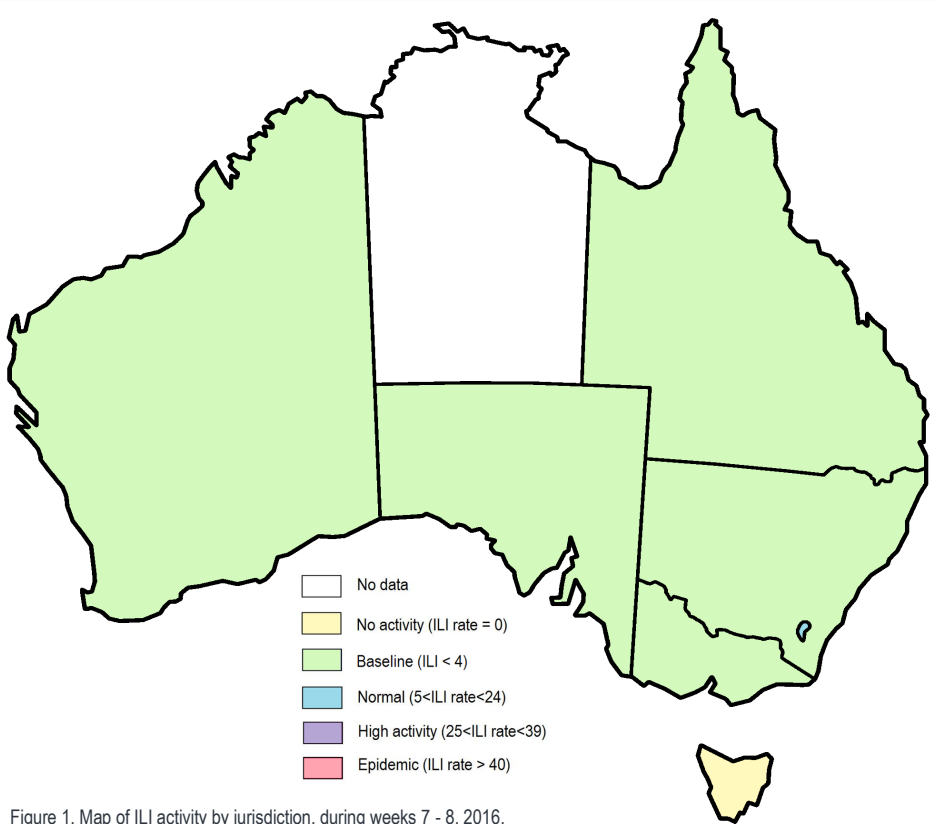 No data
No activity (ILI rate = 0)
Baseline (ILI < 4)
Normal (5<ILI rate<24)
High activity (25<ILI rate<39)
Epidemic (ILI rate > 40)
Figure 1. Map of ILI activity by jurisdiction, during weeks 7 - 8, 2016.